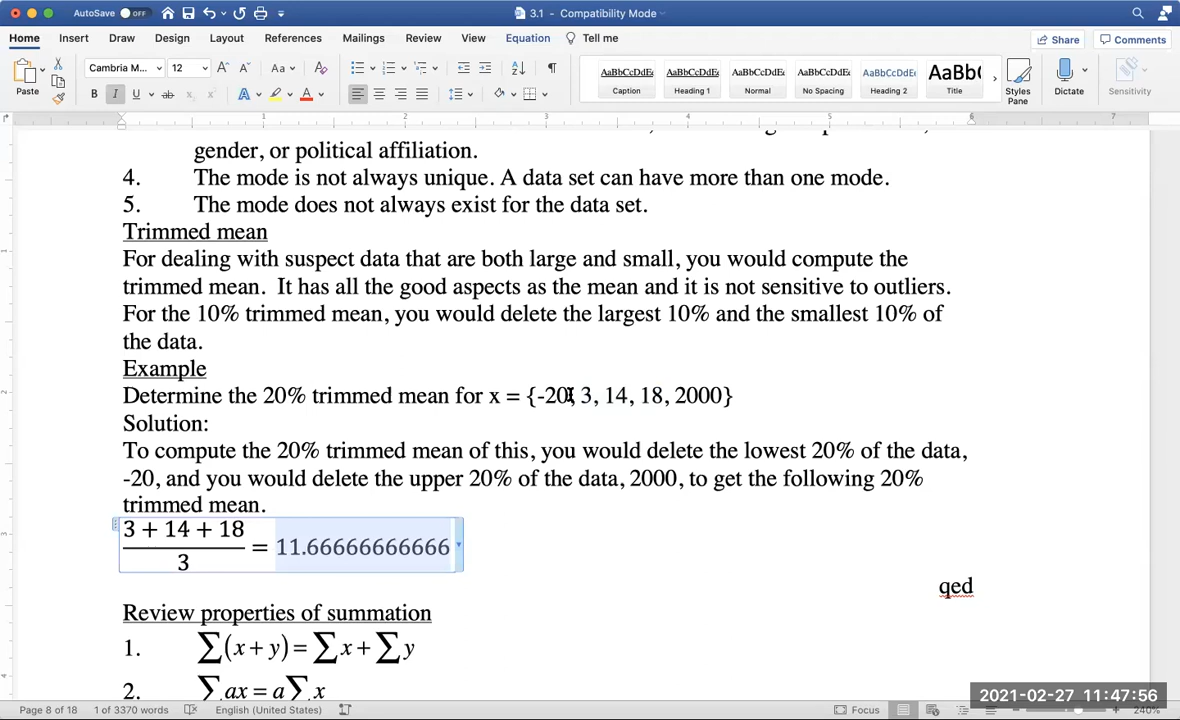 AutoSave OFF
3.1 - Compatibility Mode
Home Insert Draw Design Layout References Mailings Review View Equation Tell me Share Comments
Paste
Cambria M... 12
AaBbCcDdE AaBbCcDdE AaBbCcDdE AaBbCcDdE AaBbCcDdE AaBb(
Caption Heading 1 Normal No Spacing Heading 2 Title
Styles Pane
Dictate
Sensitivity
gender, or political affiliation.
4. The mode is not always unique. A data set can have more than one mode.
5. The mode does not always exist for the data set.
Trimmed mean
For dealing with suspect data that are both large and small, you would compute the
trimmed mean. It has all the good aspects as the mean and it is not sensitive to outliers.
For the 10% trimmed mean, you would delete the largest 10% and the smallest 10% of
the data.
Example
Determine the 20% trimmed mean for x = {-20, 3, 14, 18, 2000}
Solution:
To compute the 20% trimmed mean of this, you would delete the lowest 20% of the data,
-20, and you would delete the upper 20% of the data, 2000, to get the following 20%
trimmed mean.
3 + 14 + 18
3
= 11.66666666666
qed
Review properties of summation
1. ∑(x + y) = ∑x + ∑y
2. ∑ax = a∑x
2021-02-27 11:47:56
Page 8 of 18 1 of 3370 words English (United States) Focus 240%